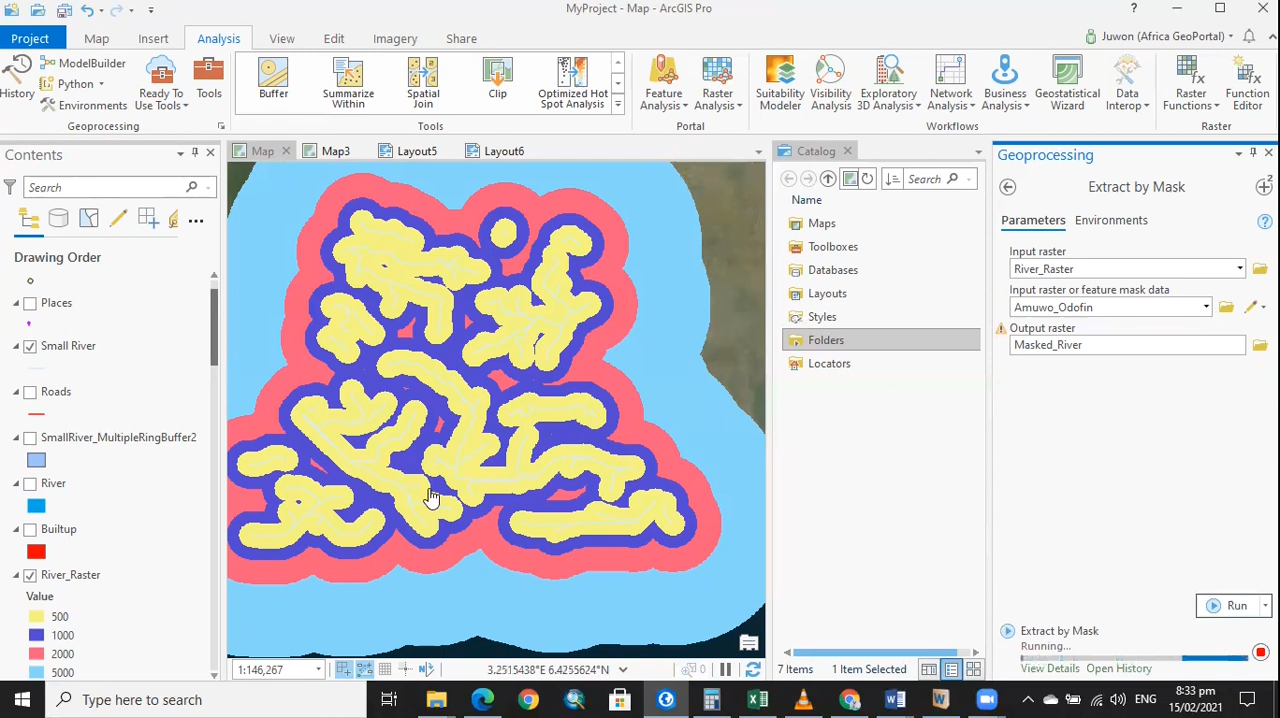 MyProject - Map - ArcGIS Pro
Project Map Insert Analysis View Edit Imagery Share
Juwon (Africa GeoPortal)
History
ModelBuilder
Python
Environments
Ready To Use Tools
Tools
Geoprocessing
Buffer
Summarize Within
Spatial Join
Clip
Optimized Hot Spot Analysis
Tools
Feature Analysis
Raster Analysis
Portal
Suitability Modeler
Visibility Analysis
Exploratory 3D Analysis
Network Analysis
Business Analysis
Geostatistical Wizard
Data Interop
Workflows
Raster Functions
Function Editor
Raster
Contents
Search
Drawing Order
Places
Small River
Roads
SmallRiver_MultipleRingBuffer2
River
Builtup
River_Raster
Value
500
1000
2000
5000
Map
Map3
Layout5
Layout6
1:146,267
3.2515438°E 6.4255624°N
0
Catalog
Search
Name
Maps
Toolboxes
Databases
Layouts
Styles
Folders
Locators
7 Items
1 Item Selected
Geoprocessing
Extract by Mask
Parameters Environments
Input raster
River_Raster
Input raster or feature mask data
Amuwo_Odofin
Output raster
Masked_River
Run
Extract by Mask
Running...
View Details Open History
Type here to search
ENG
8:33 pm
15/02/2021